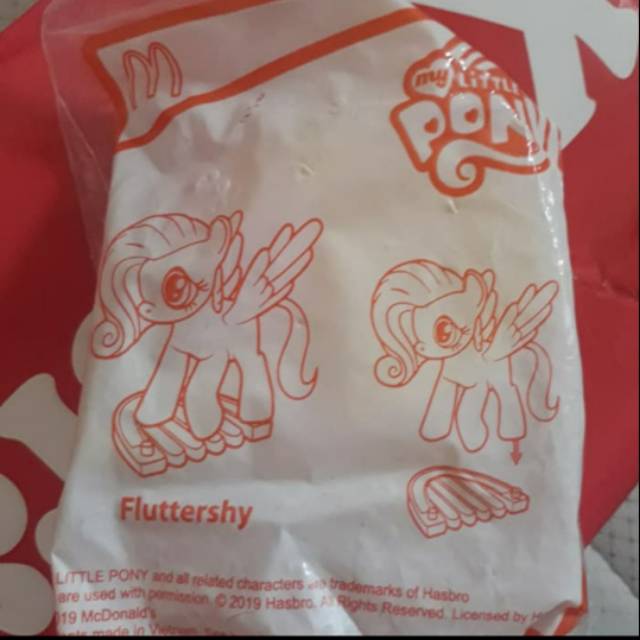 my LITTLE
PONY
Fluttershy
LITTLE PONY and all related characters are trademarks of Hasbro
are used with permission. © 2019 Hasbro. All Rights Reserved. Licensed by
019 McDonald's
made in Vietnam.